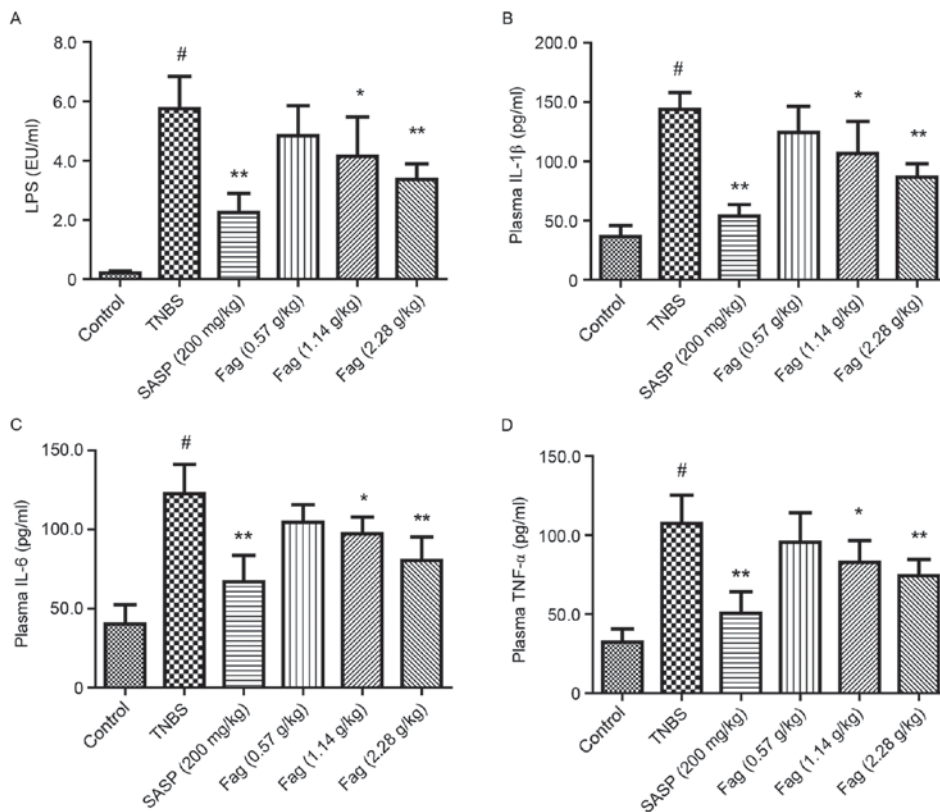 A
LPS (EU/ml)
8.0
6.0
4.0
2.0
0
#
**
*
**
Control
TNBS
SASP (200 mg/kg)
Fag (0.57 g/kg)
Fag (1.14 g/kg)
Fag (2.28 g/kg)
B
Plasma IL-1β (pg/ml)
200.0
150.0
100.0
50.0
0.0
#
**
*
**
Control
TNBS
SASP (200 mg/kg)
Fag (0.57 g/kg)
Fag (1.14 g/kg)
Fag (2.28 g/kg)
C
Plasma IL-6 (pg/ml)
150.0
100.0
50.0
0.0
#
**
*
**
Control
TNBS
SASP (200 mg/kg)
Fag (0.57 g/kg)
Fag (1.14 g/kg)
Fag (2.28 g/kg)
D
Plasma TNF-α (pg/ml)
150.0
100.0
50.0
0.0
#
**
*
**
Control
TNBS
SASP (200 mg/kg)
Fag (0.57 g/kg)
Fag (1.14 g/kg)
Fag (2.28 g/kg)